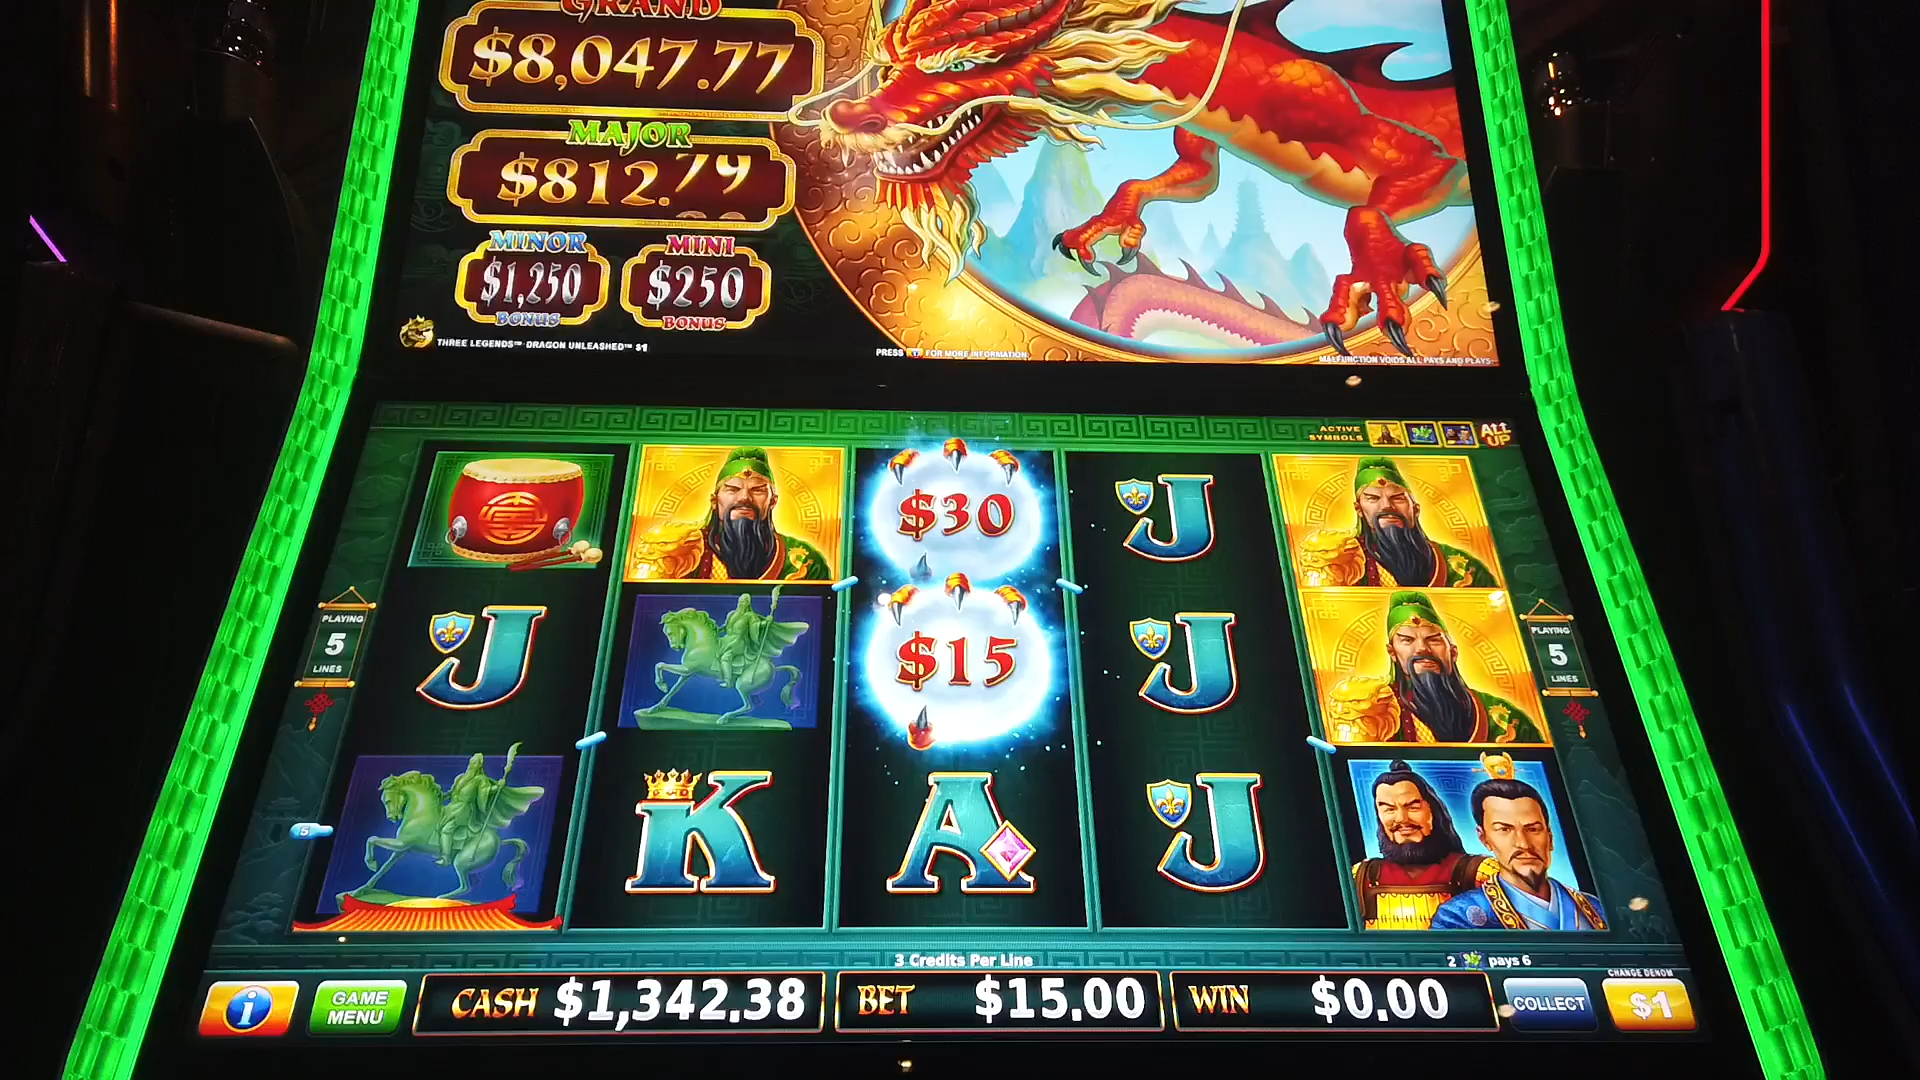 GRAND
$8,047.77
MAJOR
$812.79
MINOR
$1,250
BONUS
MINI
$250
BONUS
THREE LEGENDS™ DRAGON UNLEASHED™ $1
PRESS FOR MORE INFORMATION.
MALFUNCTION VOIDS ALL PAYS AND PLAYS.
ACTIVE
SYMBOLS
ALL
UP
$30
J
PLAYING
5
LINES
J
$15
J
PLAYING
5
LINES
5
K
A
J
3 Credits Per Line
2 pays 6
i
GAME
MENU
CASH $1,342.38
BET $15.00
WIN $0.00
COLLECT
CHANGE DENOM
$1